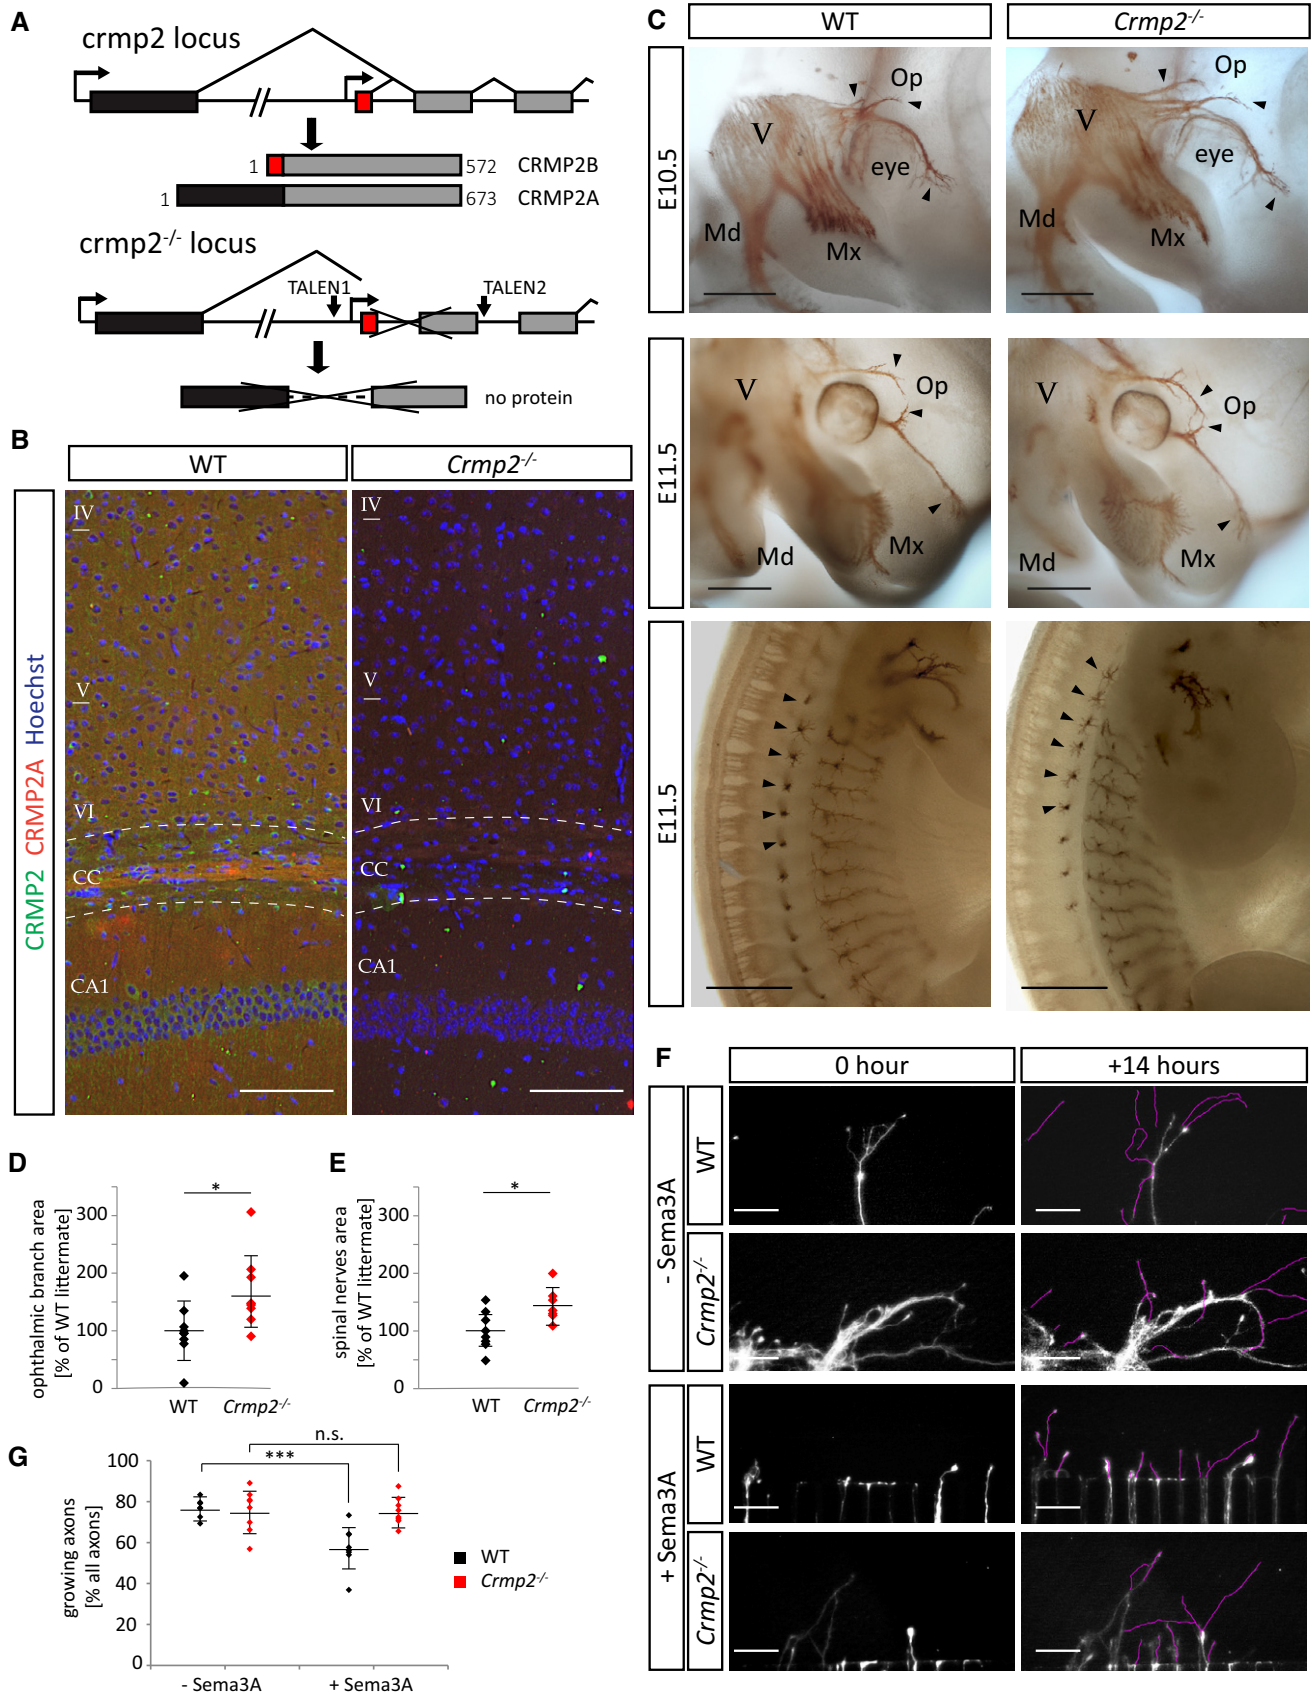 A
crmp2 locus
1 572 CRMP2B
1 673 CRMP2A
crmp2-/- locus
TALEN1 TALEN2
no protein
B
WT Crmp2-/-
CRMP2 CRMP2A Hoechst
IV IV
V V
VI VI
CC CC
CA1 CA1
C
WT Crmp2-/-
E10.5
V Op eye Md Mx
V Op eye Md Mx
E11.5
V Op Md Mx
V Op Md Mx
E11.5
D
ophthalmic branch area
[% of WT littermate]
*
300
200
100
0
WT Crmp2-/-
E
spinal nerves area
[% of WT littermate]
*
300
200
100
0
WT Crmp2-/-
F
0 hour +14 hours
- Sema3A
WT
Crmp2-/-
+ Sema3A
WT
Crmp2-/-
G
growing axons
[% all axons]
n.s.
***
100
80
60
40
20
0
- Sema3A + Sema3A
WT
Crmp2-/-